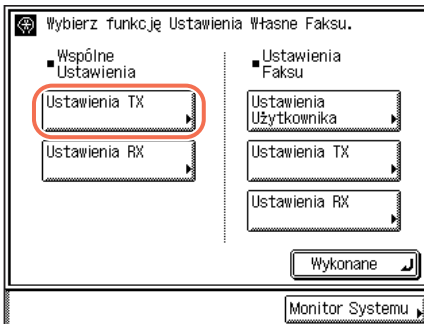 Wybierz funkcję Ustawienia Własne Faksu.
Wspólne
Ustawienia
Ustawienia TX
Ustawienia RX
Ustawienia
Faksu
Ustawienia
Użytkownika
Ustawienia TX
Ustawienia RX
Wykonane
Monitor Systemu